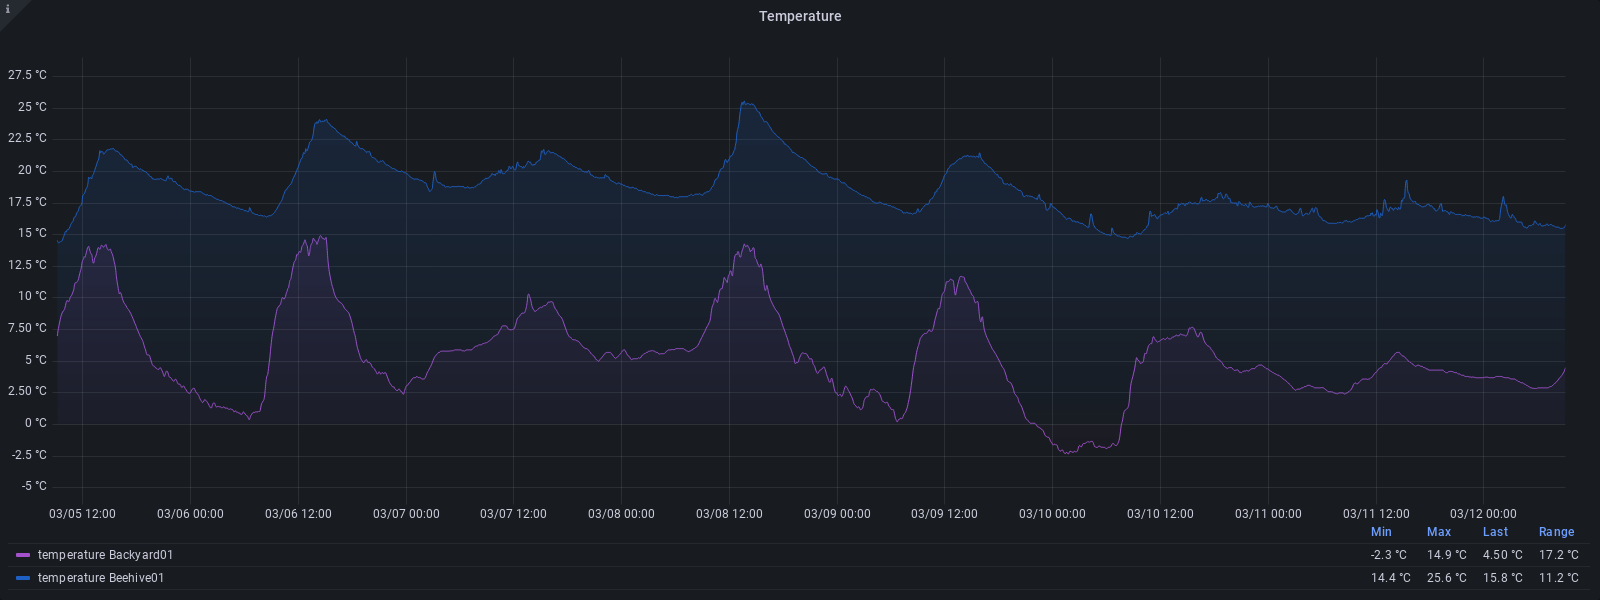 i
Temperature
27.5 °C
25 °C
22.5 °C
20 °C
17.5 °C
15 °C
12.5 °C
10 °C
7.50 °C
5 °C
2.50 °C
0 °C
-2.5 °C
-5 °C
03/05 12:00 03/06 00:00 03/06 12:00 03/07 00:00 03/07 12:00 03/08 00:00 03/08 12:00 03/09 00:00 03/09 12:00 03/10 00:00 03/10 12:00 03/11 00:00 03/11 12:00 03/12 00:00
Min Max Last Range
temperature Backyard01 -2.3 °C 14.9 °C 4.50 °C 17.2 °C
temperature Beehive01 14.4 °C 25.6 °C 15.8 °C 11.2 °C